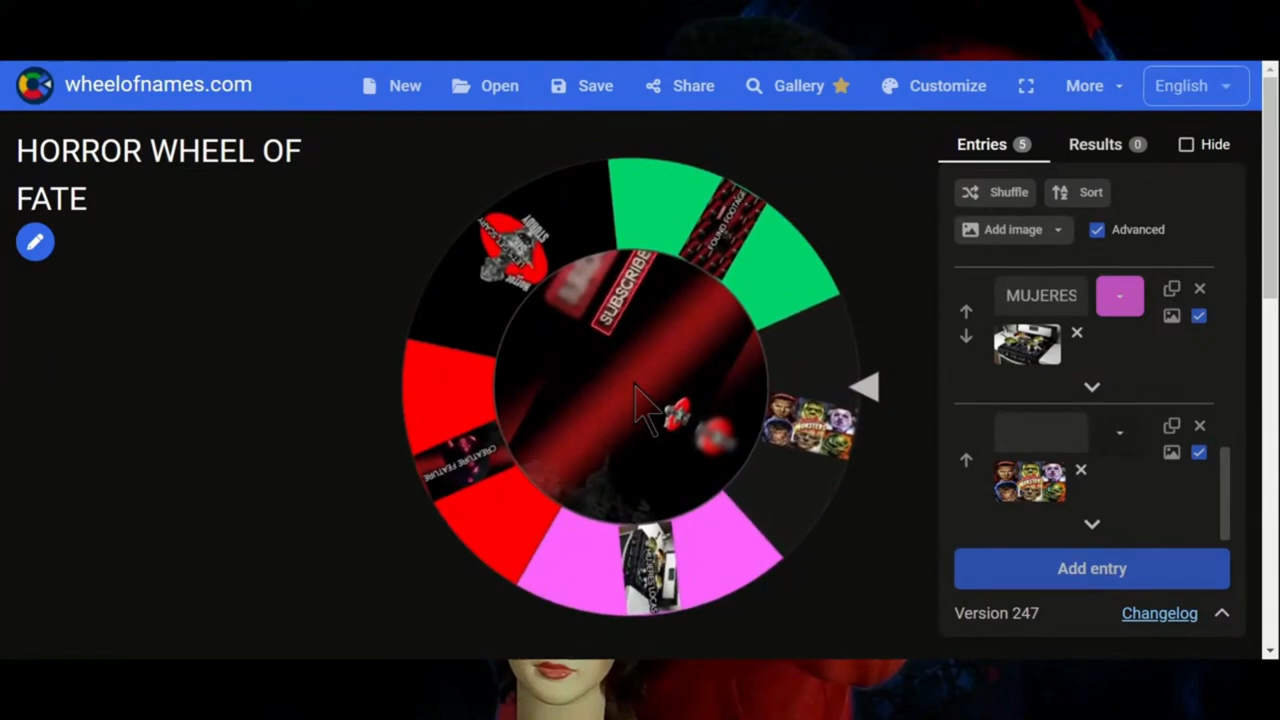 wheelofnames.com
New
Open
Save
Share
Gallery
Customize
More
English
HORROR WHEEL OF
FATE
Entries 5
Results 0
Hide
Shuffle
Sort
Add image
Advanced
MUJERES
Add entry
Version 247
Changelog
SUBSCRIBE
FOUND FOOTAGE
CREATURE FEATURE
MONSTERS